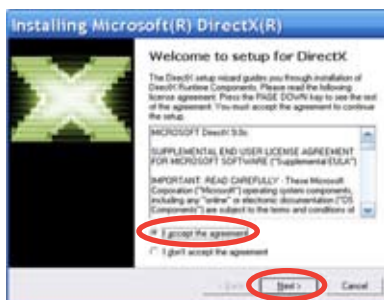 Installing Microsoft(R) DirectX(R)
Welcome to setup for DirectX
The DirectX setup wizard guides you through installation of
DirectX Runtime Components. Please read the following
license agreement. Press the PAGE DOWN key to see the rest
of the agreement. You must accept the agreement to continue
the setup.
MICROSOFT DirectX 9.0c
SUPPLEMENTAL END USER LICENSE AGREEMENT
FOR MICROSOFT SOFTWARE ("Supplemental EULA")
IMPORTANT: READ CAREFULLY - These Microsoft
Corporation ("Microsoft") operating system components,
including any "online" or electronic documentation ("OS
Components") are subject to the terms and conditions of
I accept the agreement
I don't accept the agreement
Next > Cancel